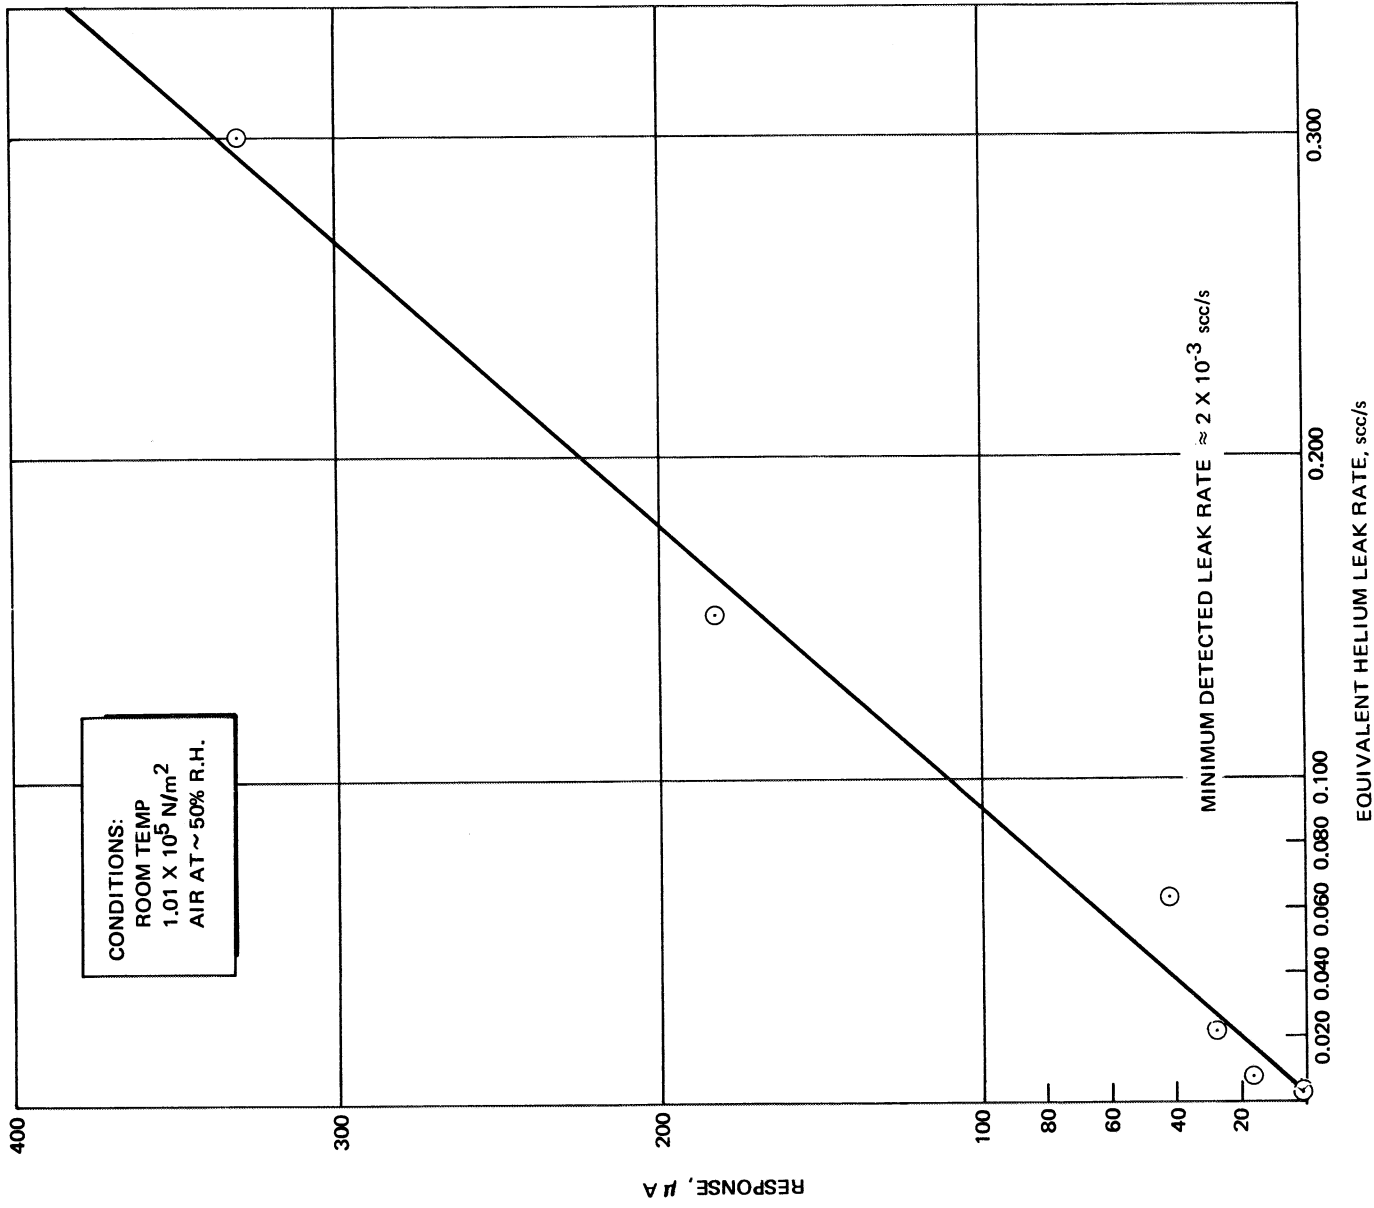 400
300
200
100
80
60
40
20
RESPONSE, μA
CONDITIONS:
ROOM TEMP
1.01 X 10⁵ N/m²
AIR AT ~ 50% R.H.
MINIMUM DETECTED LEAK RATE ≈ 2 X 10⁻³ scc/s
0.020 0.040 0.060 0.080 0.100 0.200 0.300
EQUIVALENT HELIUM LEAK RATE, scc/s